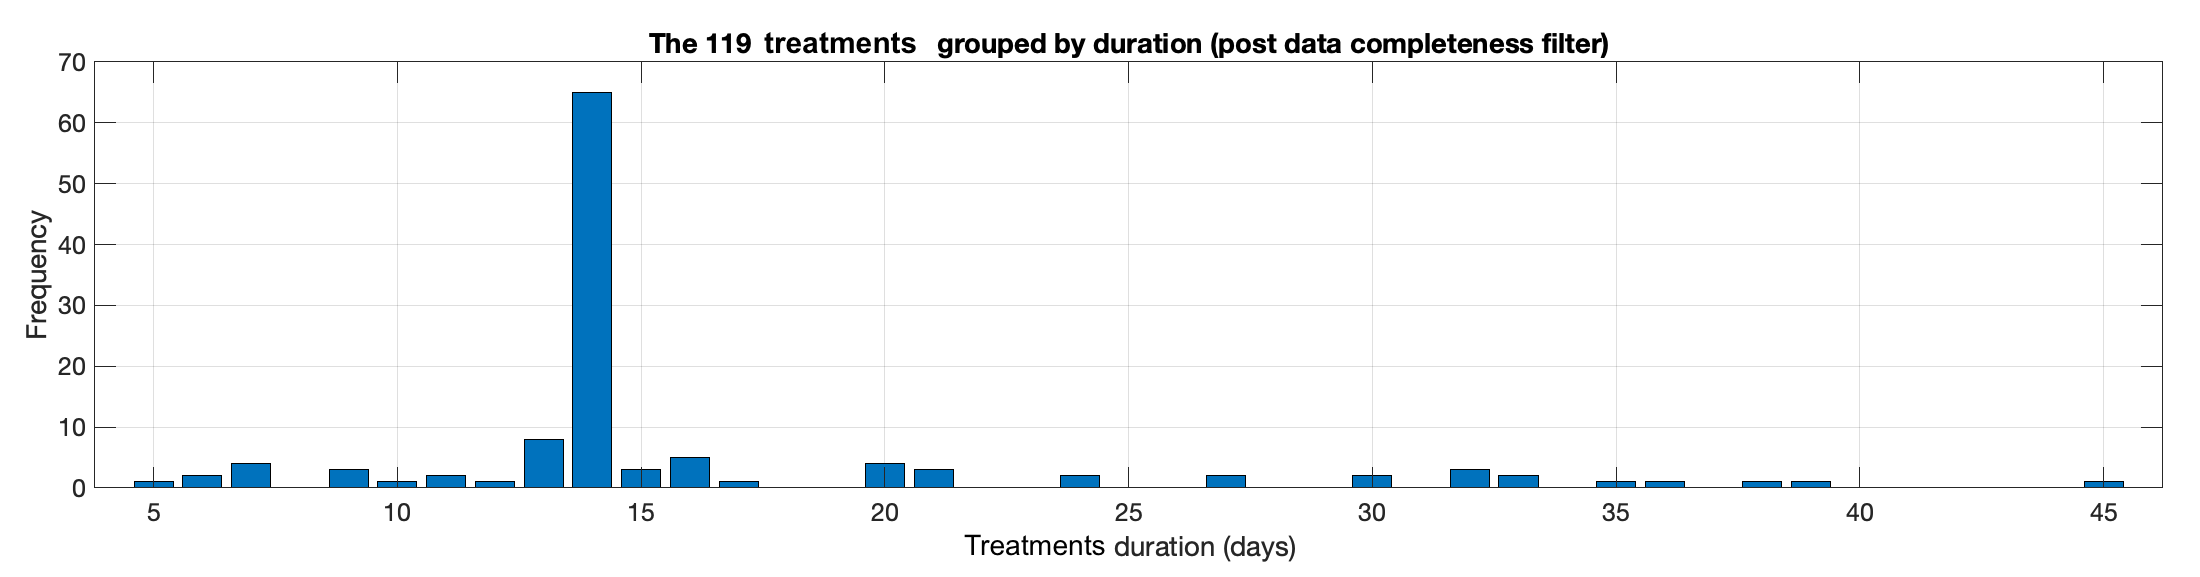 The 119 treatments grouped by duration (post data completeness filter)
70
60
50
40
30
20
10
0
Frequency
5 10 15 20 25 30 35 40 45
Treatments duration (days)